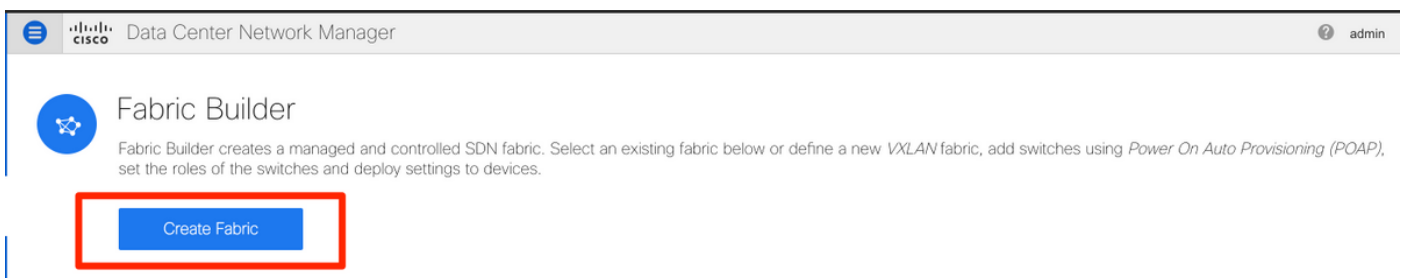 cisco Data Center Network Manager
? admin
Fabric Builder
Fabric Builder creates a managed and controlled SDN fabric. Select an existing fabric below or define a new VXLAN fabric, add switches using Power On Auto Provisioning (POAP),
set the roles of the switches and deploy settings to devices.
Create Fabric